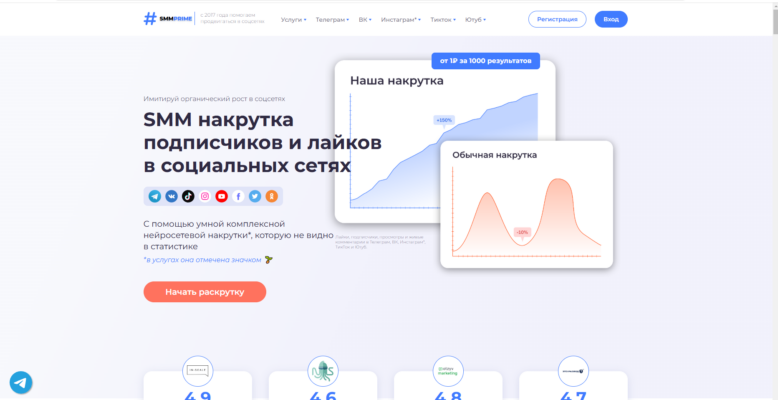 SMMPRIME
с 2017 года помогаем
продвигаться в соцсетях
Услуги
Телеграм
ВК
Инстаграм*
Тикток
Ютуб
Регистрация
Вход
от 1₽ за 1000 результатов
Наша накрутка
+150%
Обычная накрутка
-10%
Имитируй органический рост в соцсетях
SMM накрутка
подписчиков и лайков
в социальных сетях
С помощью умной комплексной
нейросетевой накрутки*, которую не видно
в статистике
*в услугах она отмечена значком
Начать раскрутку
4.9
4.6
4.8
4.7